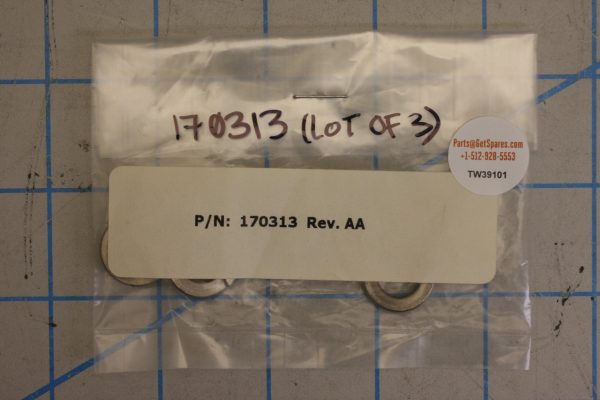 170313 (LOT OF 3)
Parts@GetSpares.com
+1-512-928-5553
TW39101
P/N: 170313 Rev. AA